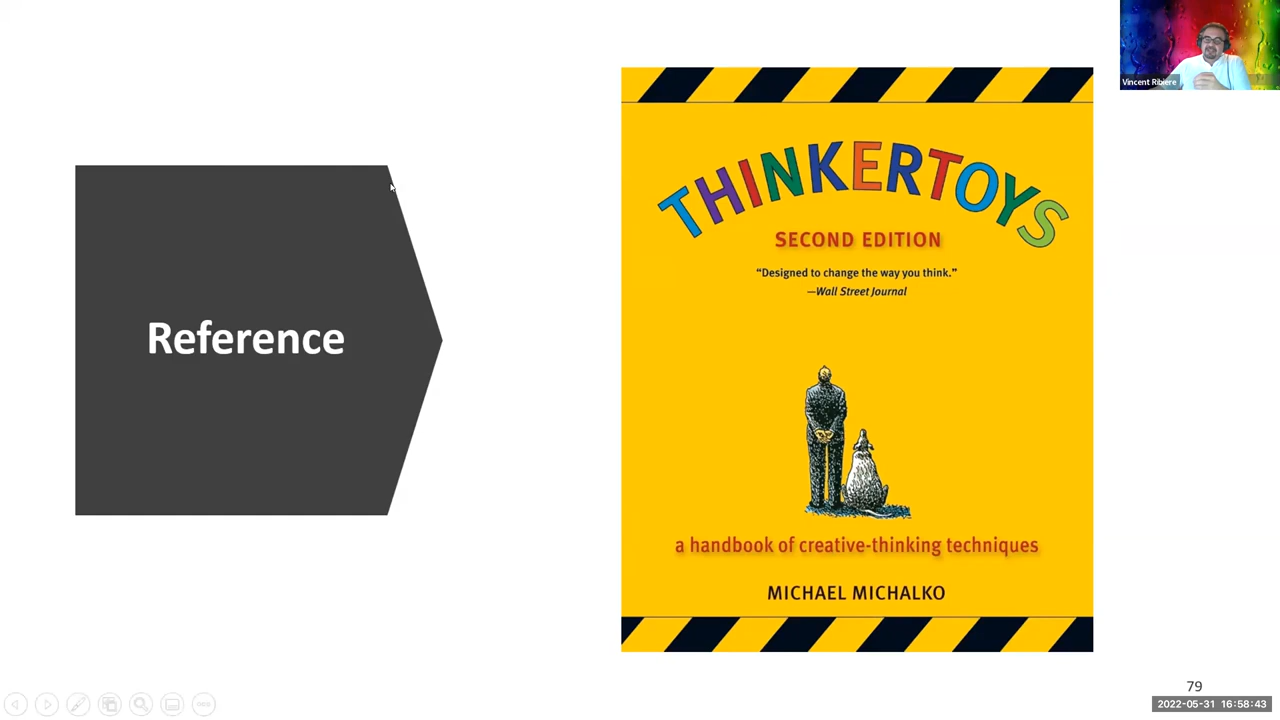 Vincent Ribiere
Reference
THINKERTOYS
SECOND EDITION
“Designed to change the way you think.”
—Wall Street Journal
a handbook of creative-thinking techniques
MICHAEL MICHALKO
79
2022-05-31 16:58:43